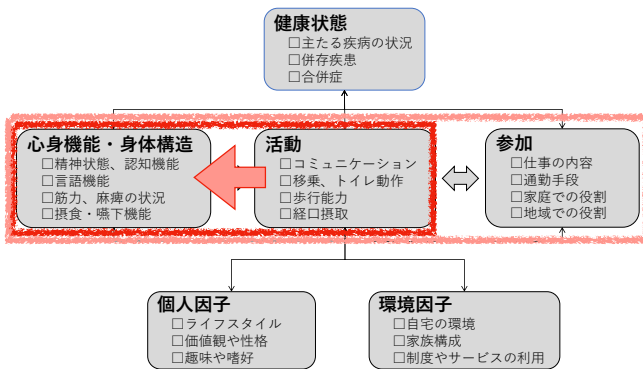 健康状態
□主たる疾病の状況
□併存疾患
□合併症
心身機能・身体構造
□精神状態、認知機能
□言語機能
□筋力、麻痺の状況
□摂食・嚥下機能
活動
□コミュニケーション
□移乗、トイレ動作
□歩行能力
□経口摂取
参加
□仕事の内容
□通勤手段
□家庭での役割
□地域での役割
個人因子
□ライフスタイル
□価値観や性格
□趣味や嗜好
環境因子
□自宅の環境
□家族構成
□制度やサービスの利用